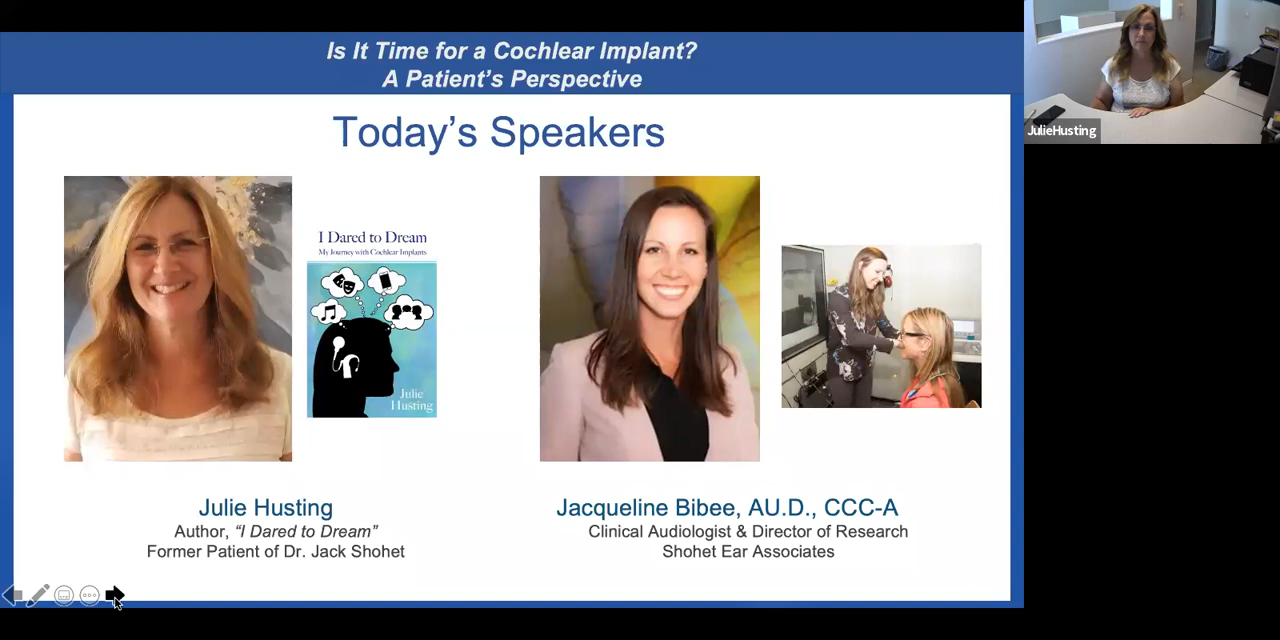 Is It Time for a Cochlear Implant?
A Patient's Perspective
Today's Speakers
I Dared to Dream
My Journey with Cochlear Implants
Julie
Husting
Julie Husting
Author, "I Dared to Dream"
Former Patient of Dr. Jack Shohet
Jacqueline Bibee, AU.D., CCC-A
Clinical Audiologist & Director of Research
Shohet Ear Associates
JulieHusting